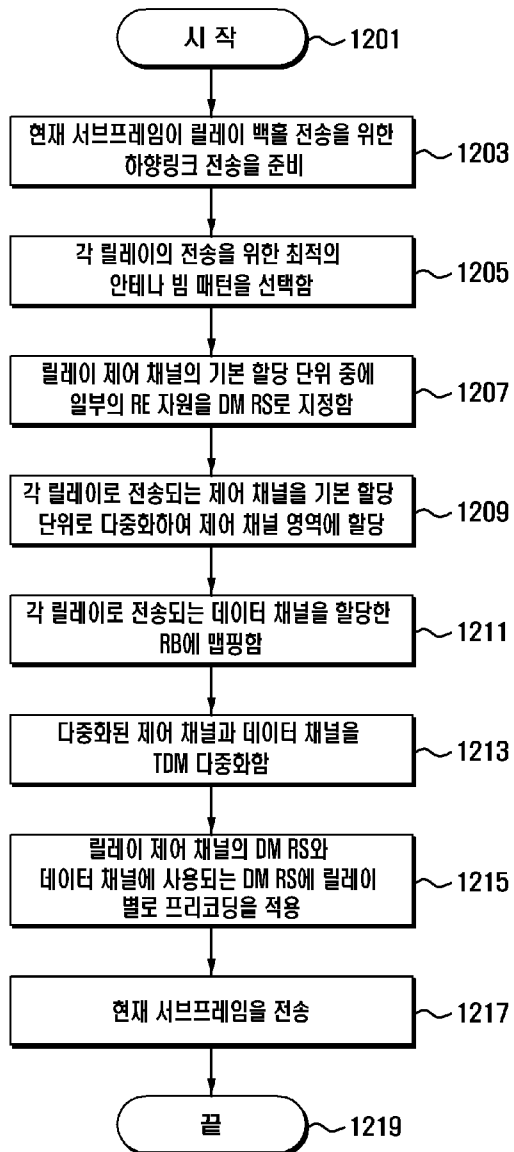 시 작
1201
현재 서브프레임이 릴레이 백홀 전송을 위한
하향링크 전송을 준비
1203
각 릴레이의 전송을 위한 최적의
안테나 빔 패턴을 선택함
1205
릴레이 제어 채널의 기본 할당 단위 중에
일부의 RE 자원을 DM RS로 지정함
1207
각 릴레이로 전송되는 제어 채널을 기본 할당
단위로 다중화하여 제어 채널 영역에 할당
1209
각 릴레이로 전송되는 데이터 채널을 할당한
RB에 맵핑함
1211
다중화된 제어 채널과 데이터 채널을
TDM 다중화함
1213
릴레이 제어 채널의 DM RS와
데이터 채널에 사용되는 DM RS에 릴레이
별로 프리코딩을 적용
1215
현재 서브프레임을 전송
1217
끝
1219